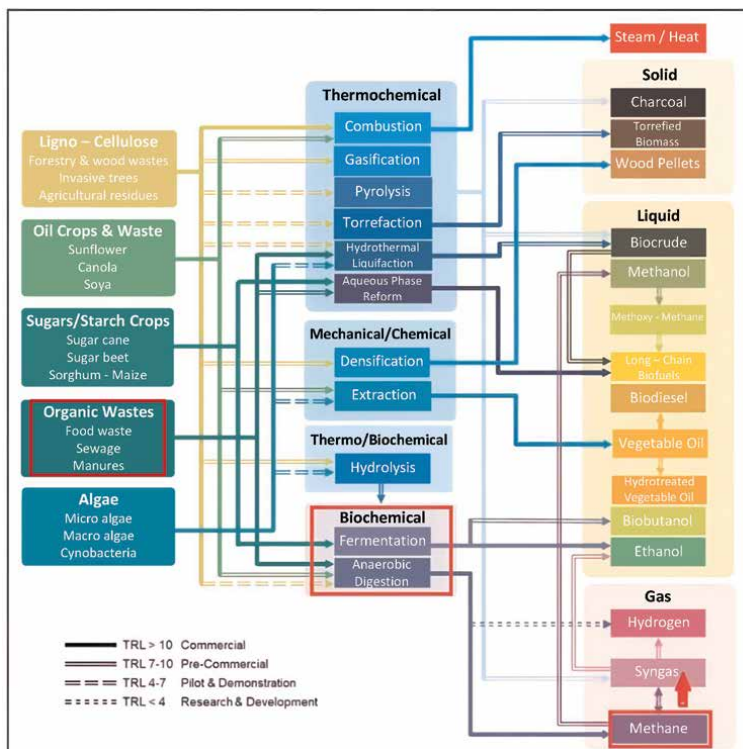 Ligno – Cellulose
Forestry & wood wastes
Invasive trees
Agricultural residues
Oil Crops & Waste
Sunflower
Canola
Soya
Sugars/Starch Crops
Sugar cane
Sugar beet
Sorghum - Maize
Organic Wastes
Food waste
Sewage
Manures
Algae
Micro algae
Macro algae
Cynobacteria
Thermochemical
Combustion
Gasification
Pyrolysis
Torrefaction
Hydrothermal
Liquifaction
Aqueous Phase
Reform
Mechanical/Chemical
Densification
Extraction
Thermo/Biochemical
Hydrolysis
Biochemical
Fermentation
Anaerobic
Digestion
Steam / Heat
Solid
Charcoal
Torrefied
Biomass
Wood Pellets
Liquid
Biocrude
Methanol
Methoxy - Methane
Long – Chain
Biofuels
Biodiesel
Vegetable Oil
Hydrotreated
Vegetable Oil
Biobutanol
Ethanol
Gas
Hydrogen
Syngas
Methane
TRL > 10 Commercial
TRL 7-10 Pre-Commercial
TRL 4-7 Pilot & Demonstration
TRL < 4 Research & Development